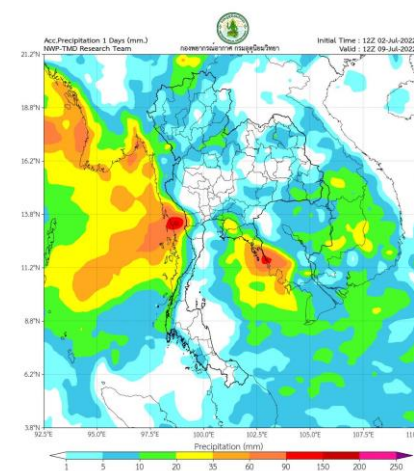 Acc.Precipitation 1 Days (mm.)
NWP-TMD Research Team
กองพยากรณ์อากาศ กรมอุตุนิยมวิทยา
Initial Time : 12Z 02-Jul-2022
Valid : 12Z 09-Jul-2022
21.2°N
18.8°N
16.2°N
13.8°N
11.2°N
8.8°N
6.2°N
3.8°N
92.5°E 95.0°E 97.5°E 100.0°E 102.5°E 105.0°E 107.5°E
Precipitation (mm)
1 5 10 20 35 60 90 150 200 250